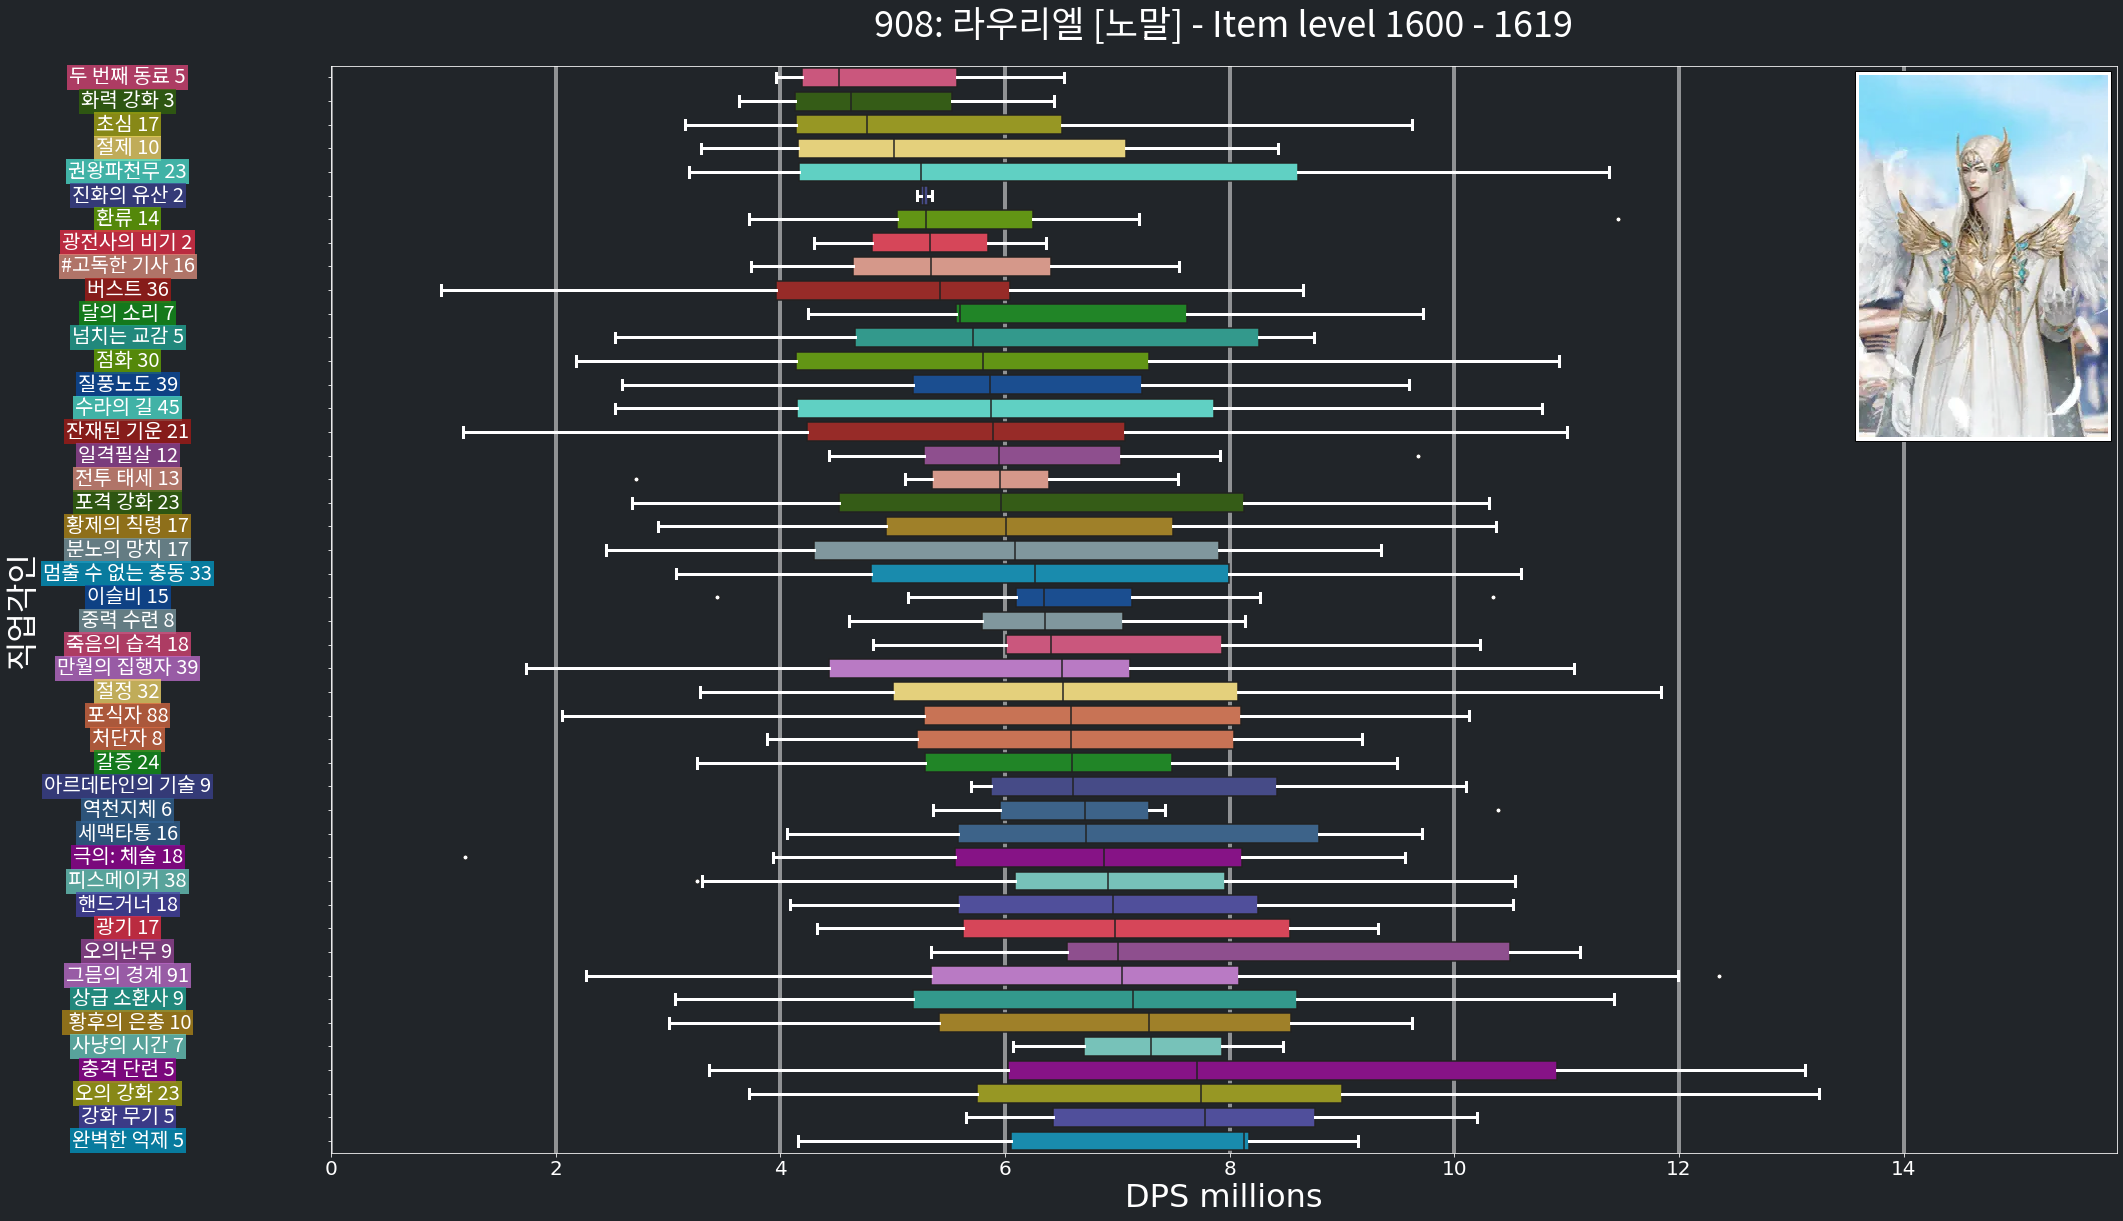 908: 라우리엘 [노말] - Item level 1600 - 1619
두 번째 동료 5
화력 강화 3
초심 17
절제 10
권왕파천무 23
진화의 유산 2
환류 14
광전사의 비기 2
#고독한 기사 16
버스트 36
달의 소리 7
넘치는 교감 5
점화 30
질풍노도 39
수라의 길 45
잔재된 기운 21
일격필살 12
전투 태세 13
포격 강화 23
황제의 칙령 17
분노의 망치 17
멈출 수 없는 충동 33
이슬비 15
중력 수련 8
죽음의 습격 18
만월의 집행자 39
절정 32
포식자 88
처단자 8
갈증 24
아르데타인의 기술 9
역천지체 6
세맥타통 16
극의: 체술 18
피스메이커 38
핸드거너 18
광기 17
오의난무 9
그믐의 경계 91
상급 소환사 9
황후의 은총 10
사냥의 시간 7
충격 단련 5
오의 강화 23
강화 무기 5
완벽한 억제 5
직업각인
0 2 4 6 8 10 12 14
DPS millions